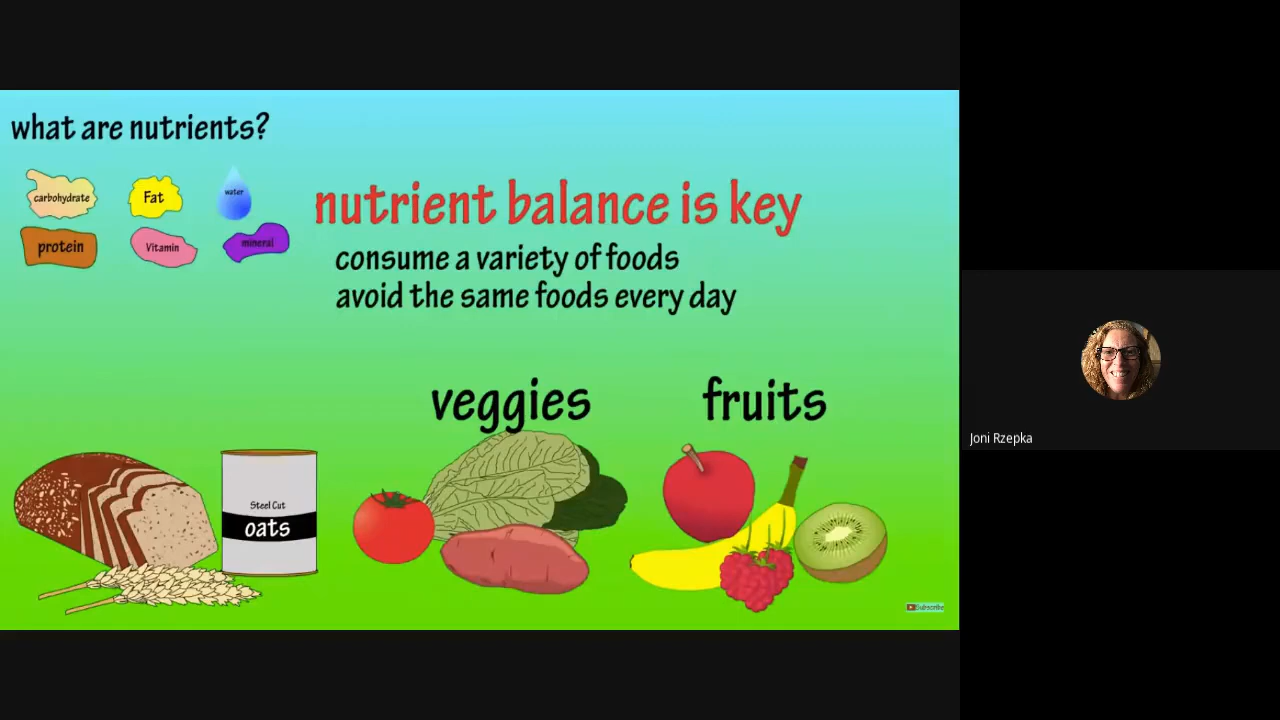 what are nutrients?
carbohydrate
Fat
water
protein
Vitamin
mineral
nutrient balance is key
consume a variety of foods
avoid the same foods every day
veggies
fruits
Steel Cut
oats
Subscribe
Joni Rzepka